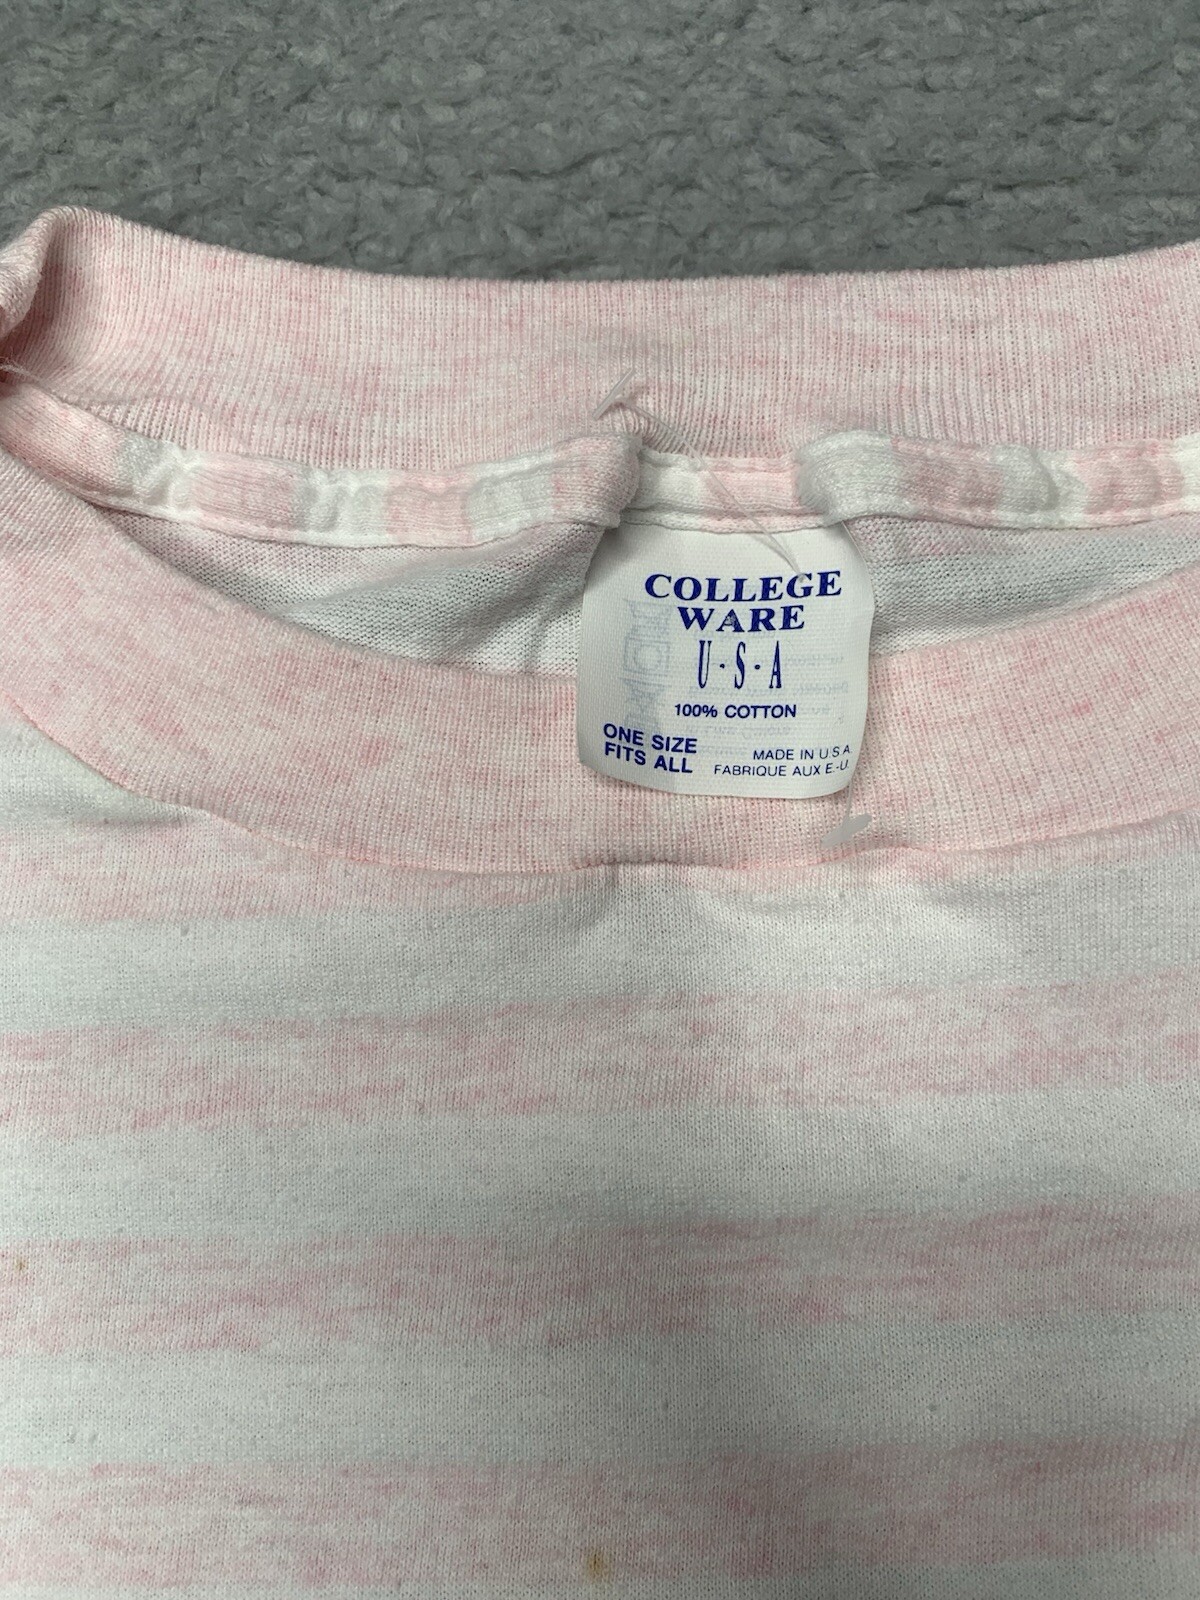 COLLEGE
WARE
U·S·A
100% COTTON
ONE SIZE
FITS ALL
MADE IN U.S.A.
FABRIQUE AUX E.-U.